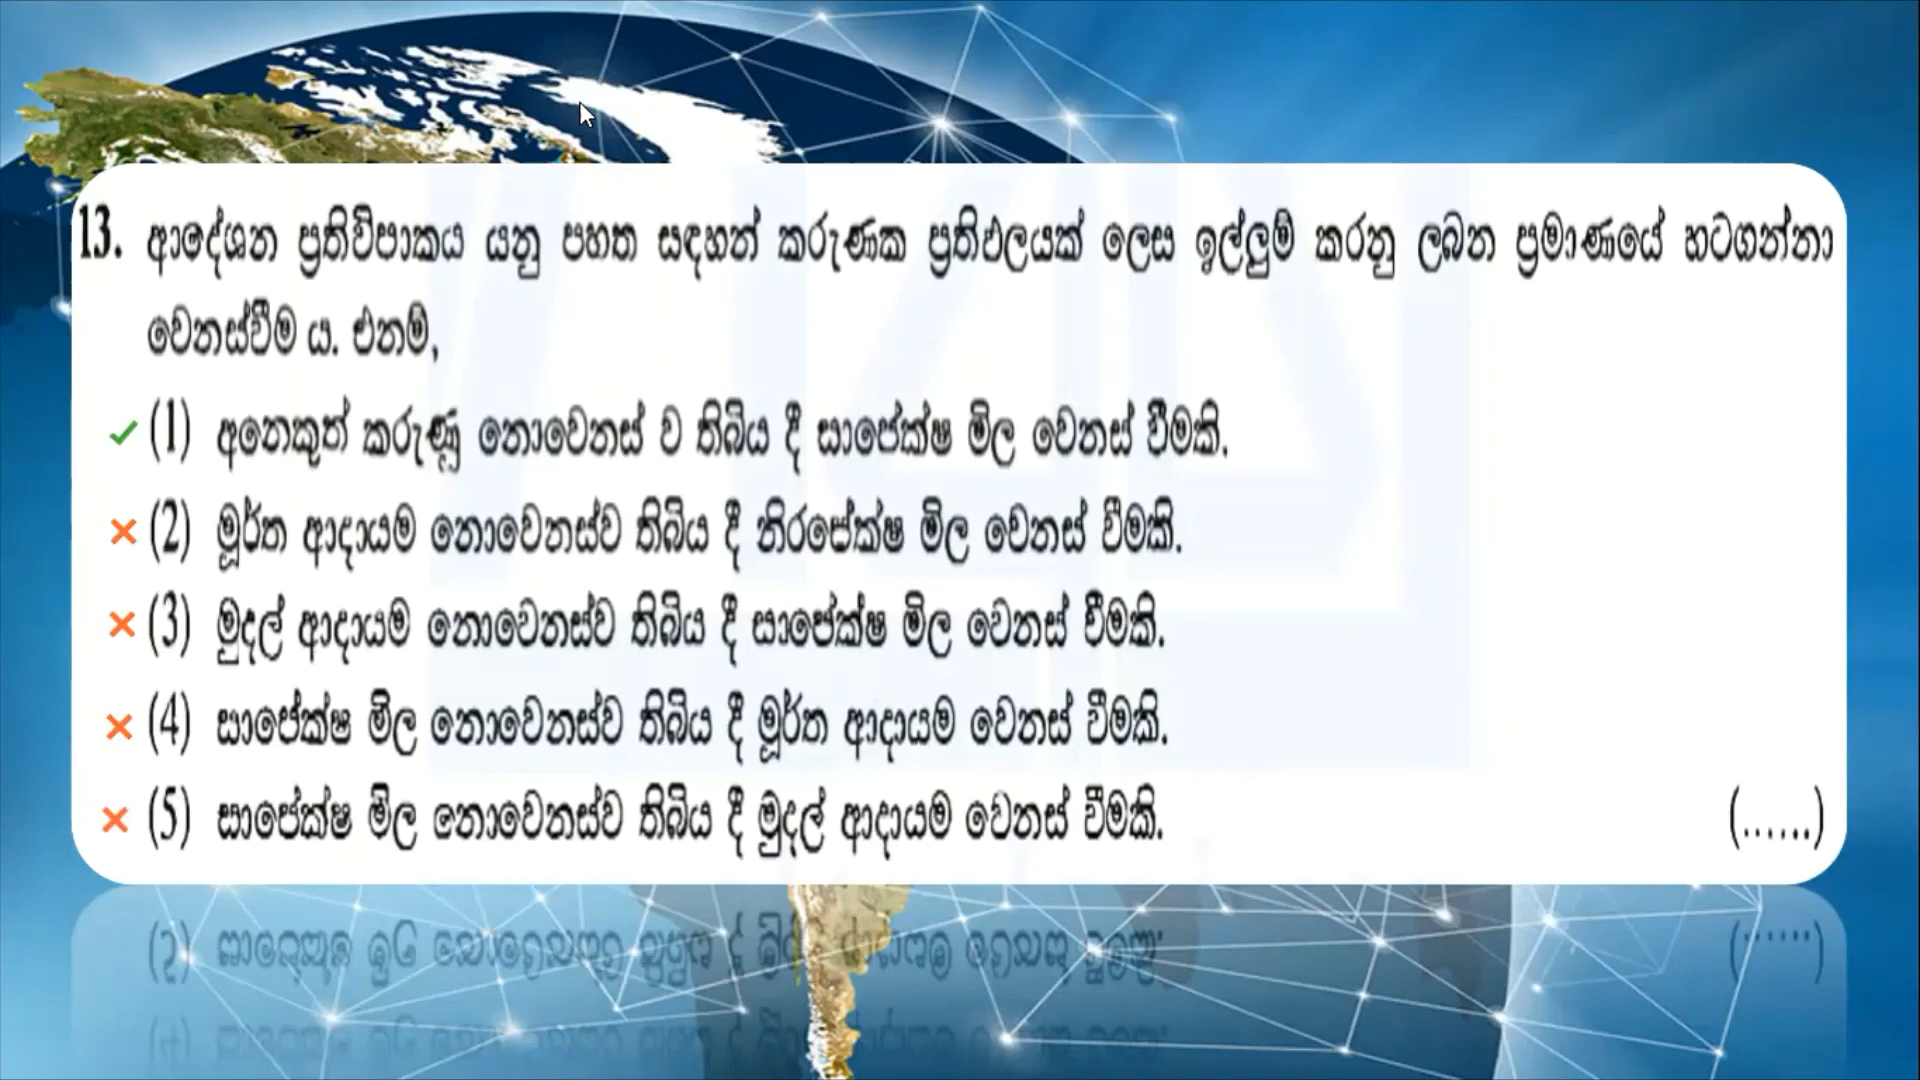 13. ආදේශන ප්‍රතිවිපාකය යනු පහත සඳහන් කරුණක ප්‍රතිඵලයක් ලෙස ඉල්ලුම් කරනු ලබන ප්‍රමාණයේ හටගන්නා
වෙනස්වීම ය. එනම්,
(1) අනෙකුත් කරුණු නොවෙනස් ව තිබිය දී සාපේක්ෂ මිල වෙනස් වීමකි.
(2) මූර්ත ආදායම නොවෙනස්ව තිබිය දී නිරපේක්ෂ මිල වෙනස් වීමකි.
(3) මුදල් ආදායම නොවෙනස්ව තිබිය දී සාපේක්ෂ මිල වෙනස් වීමකි.
(4) සාපේක්ෂ මිල නොවෙනස්ව තිබිය දී මූර්ත ආදායම වෙනස් වීමකි.
(5) සාපේක්ෂ මිල නොවෙනස්ව තිබිය දී මුදල් ආදායම වෙනස් වීමකි. (......)